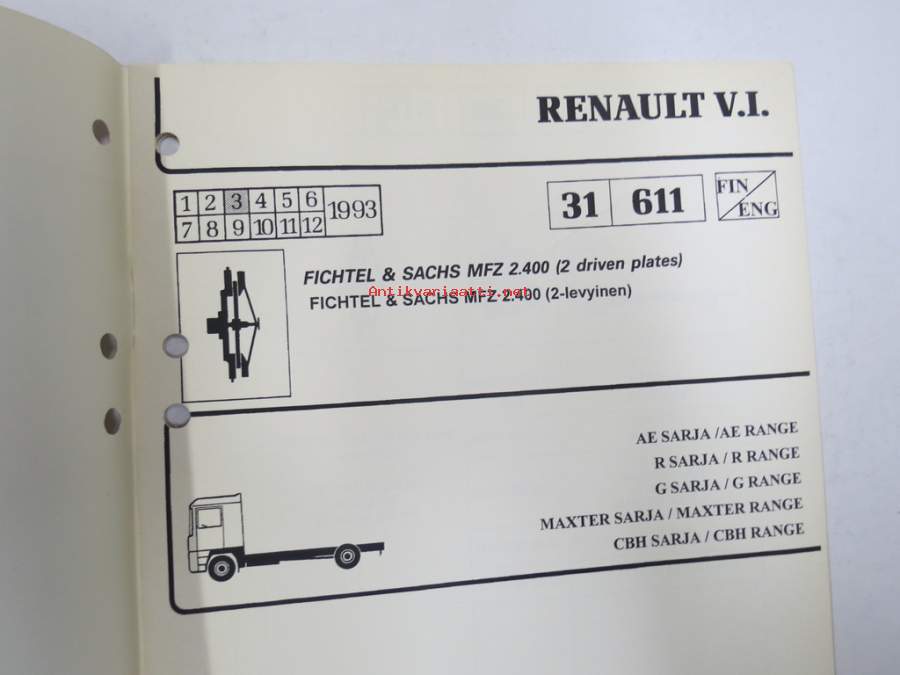 RENAULT V.I.
1 2 3 4 5 6 1993
7 8 9 10 11 12
31 611 FIN/ENG
FICHTEL & SACHS MFZ 2.400 (2 driven plates)
Antikvariaatti.net
FICHTEL & SACHS MFZ 2.400 (2-levyinen)
AE SARJA /AE RANGE
R SARJA / R RANGE
G SARJA / G RANGE
MAXTER SARJA / MAXTER RANGE
CBH SARJA / CBH RANGE